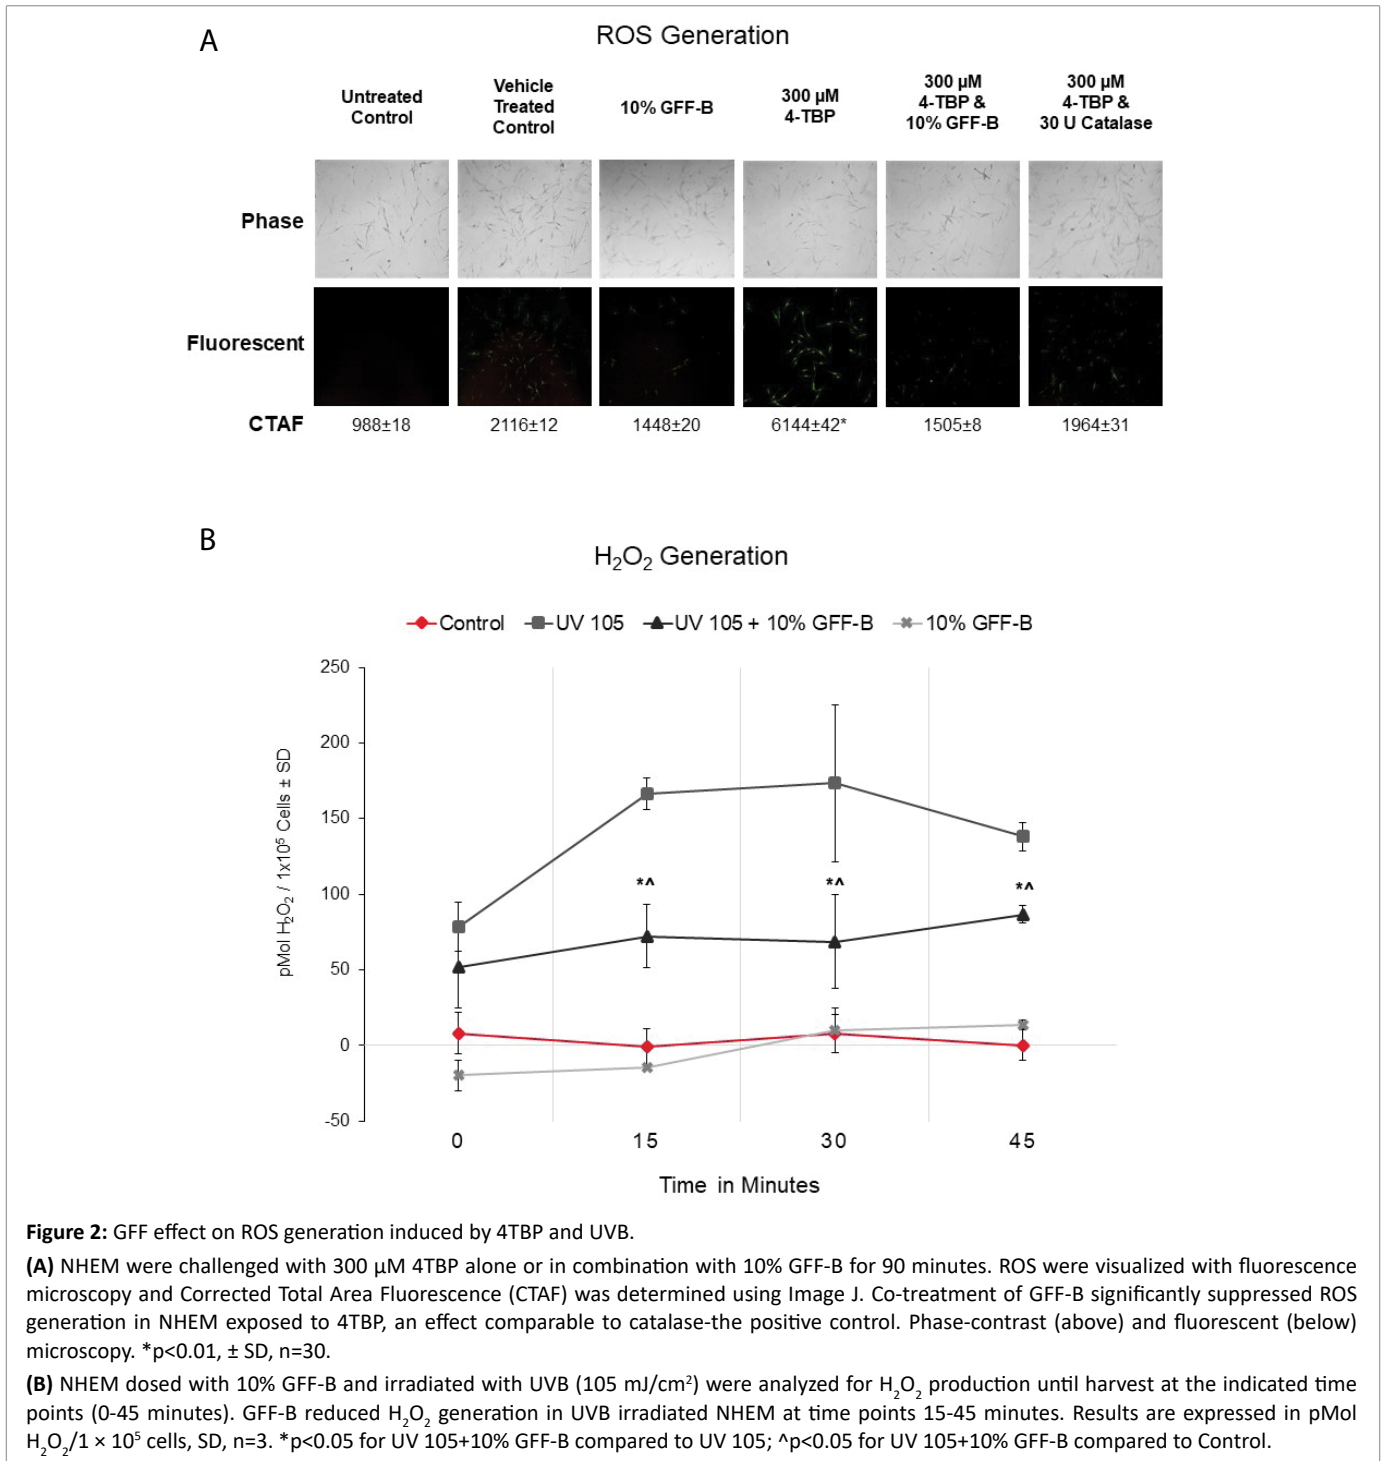 A
ROS Generation
Untreated
Control
Vehicle
Treated
Control
10% GFF-B
300 µM
4-TBP
300 µM
4-TBP &
10% GFF-B
300 µM
4-TBP &
30 U Catalase
Phase
Fluorescent
CTAF
988±18
2116±12
1448±20
6144±42*
1505±8
1964±31
B
H₂O₂ Generation
Control
UV 105
UV 105 + 10% GFF-B
10% GFF-B
pMol H₂O₂ / 1x10⁵ Cells ± SD
250
200
150
100
50
0
-50
*^
*^
*^
0
15
30
45
Time in Minutes
Figure 2: GFF effect on ROS generation induced by 4TBP and UVB.
(A) NHEM were challenged with 300 µM 4TBP alone or in combination with 10% GFF-B for 90 minutes. ROS were visualized with fluorescence
microscopy and Corrected Total Area Fluorescence (CTAF) was determined using Image J. Co-treatment of GFF-B significantly suppressed ROS
generation in NHEM exposed to 4TBP, an effect comparable to catalase-the positive control. Phase-contrast (above) and fluorescent (below)
microscopy. *p<0.01, ± SD, n=30.
(B) NHEM dosed with 10% GFF-B and irradiated with UVB (105 mJ/cm²) were analyzed for H₂O₂ production until harvest at the indicated time
points (0-45 minutes). GFF-B reduced H₂O₂ generation in UVB irradiated NHEM at time points 15-45 minutes. Results are expressed in pMol
H₂O₂/1 × 10⁵ cells, SD, n=3. *p<0.05 for UV 105+10% GFF-B compared to UV 105; ^p<0.05 for UV 105+10% GFF-B compared to Control.